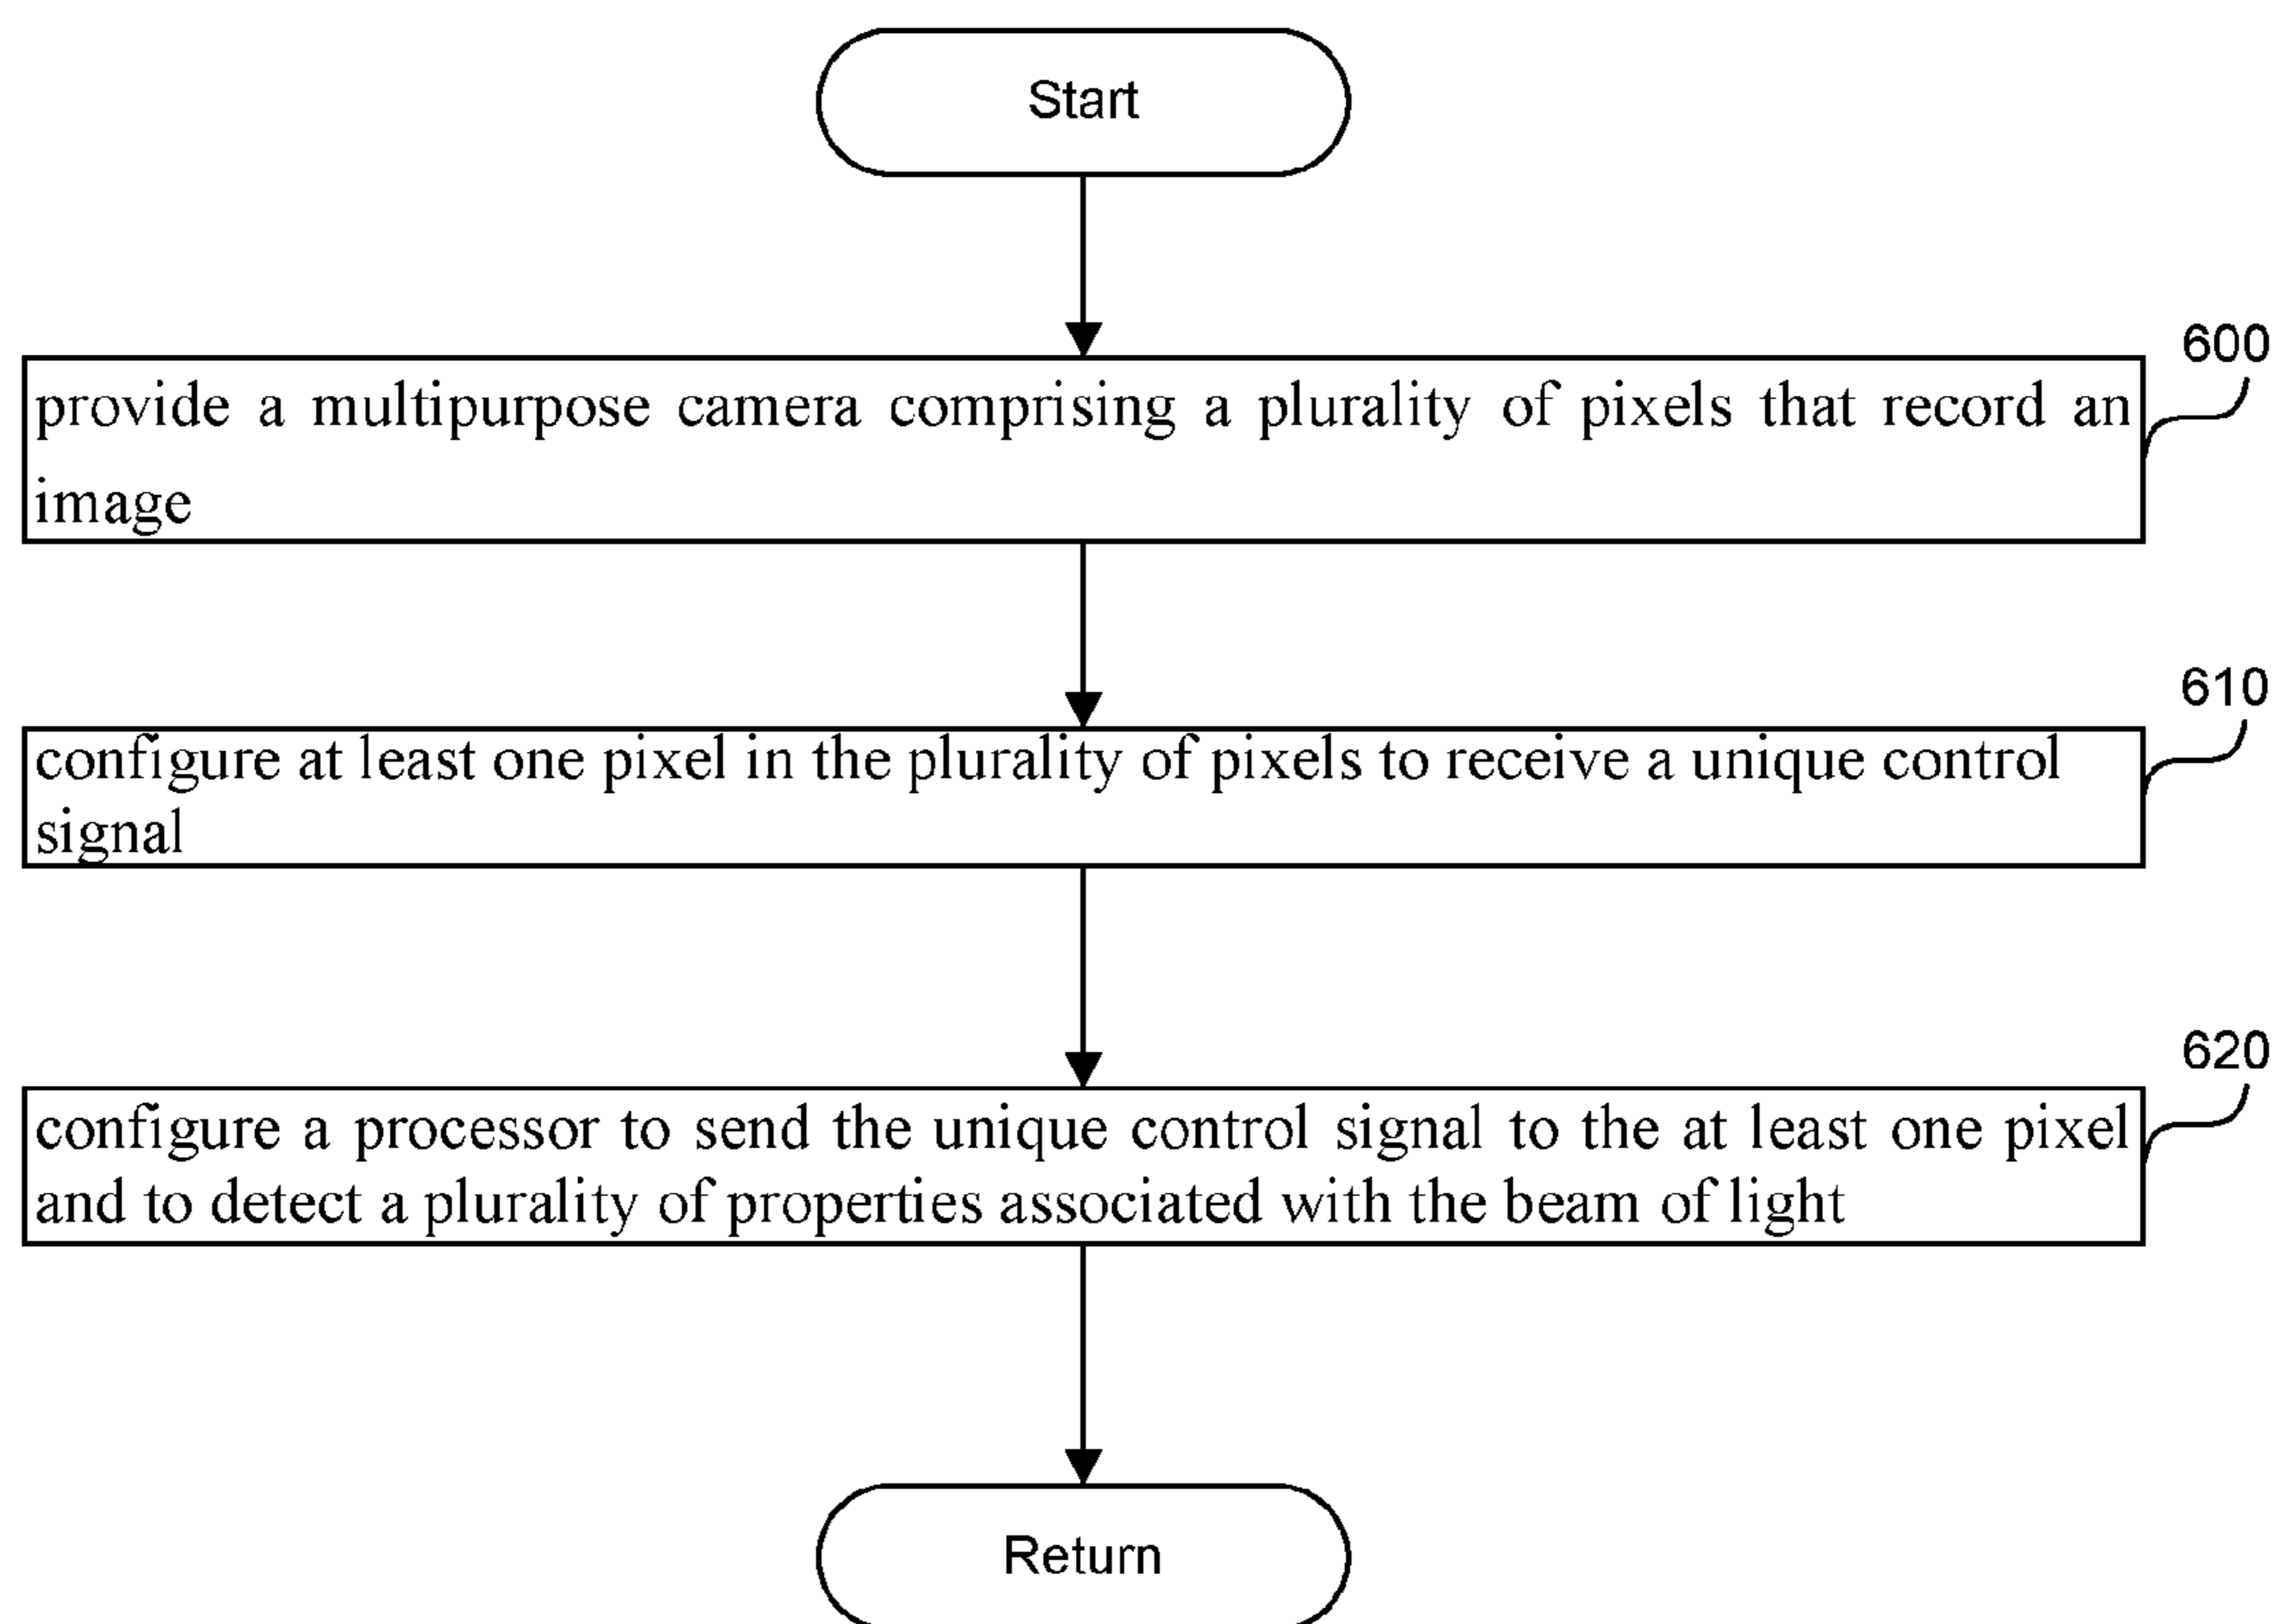 Start
600
provide a multipurpose camera comprising a plurality of pixels that record an
image
610
configure at least one pixel in the plurality of pixels to receive a unique control
signal
620
configure a processor to send the unique control signal to the at least one pixel
and to detect a plurality of properties associated with the beam of light
Return